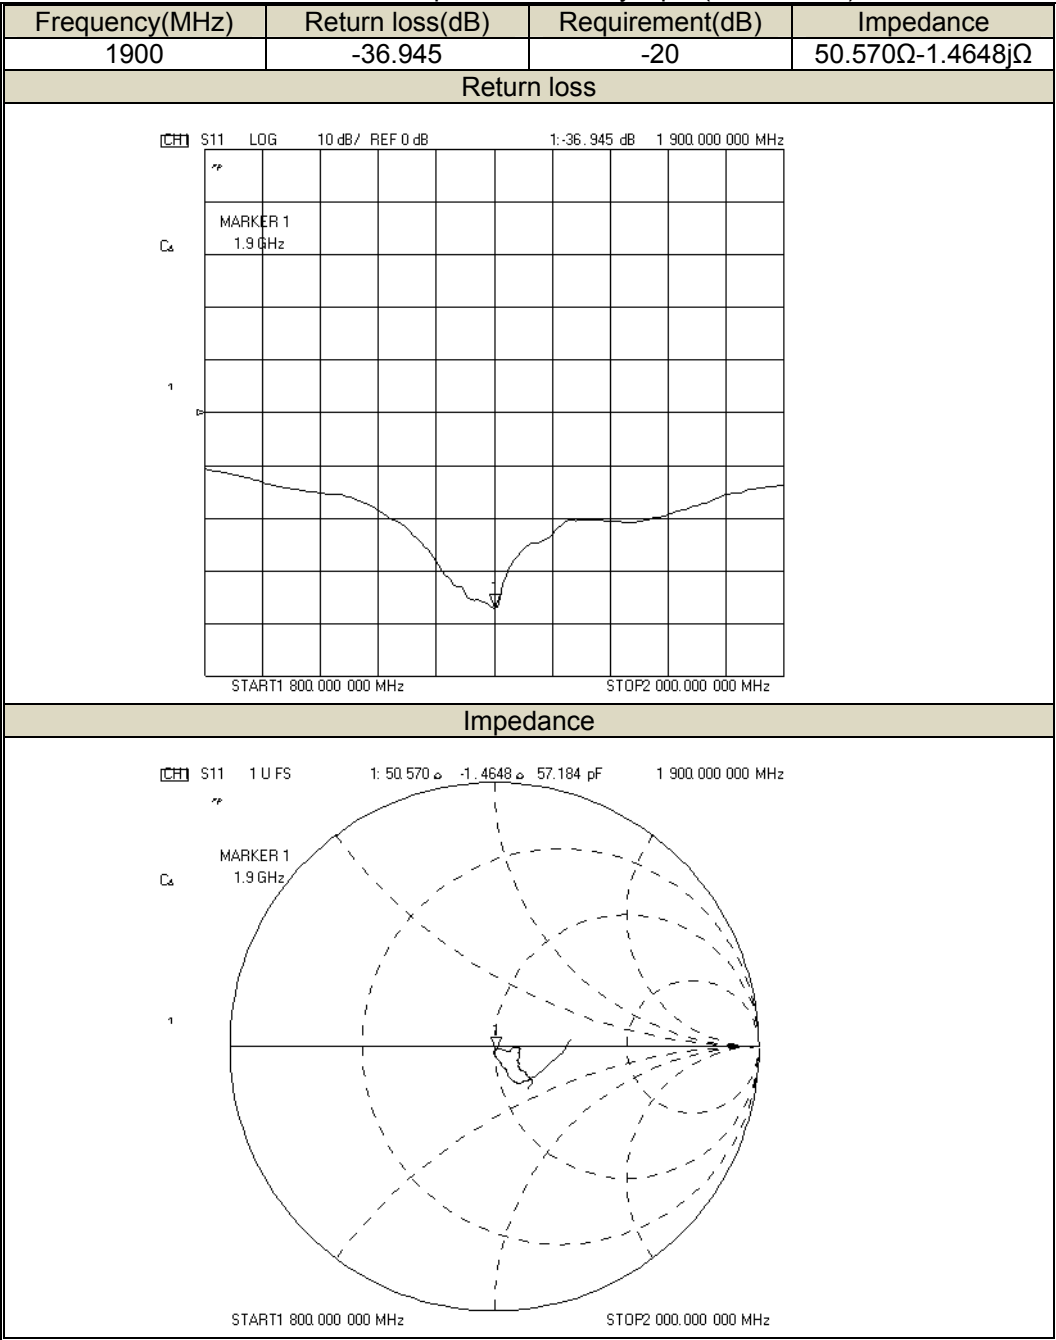 Frequency(MHz) Return loss(dB) Requirement(dB) Impedance
1900 -36.945 -20 50.570Ω-1.4648jΩ
Return loss
CH1 S11 LOG 10 dB/ REF 0 dB 1:-36.945 dB 1 900.000 000 MHz
MARKER 1
1.9 GHz
1
START1 800.000 000 MHz STOP2 000.000 000 MHz
Impedance
CH1 S11 1 U FS 1: 50.570 -1.4648 57.184 pF 1 900.000 000 MHz
MARKER 1
1.9 GHz
1
1
START1 800.000 000 MHz STOP2 000.000 000 MHz